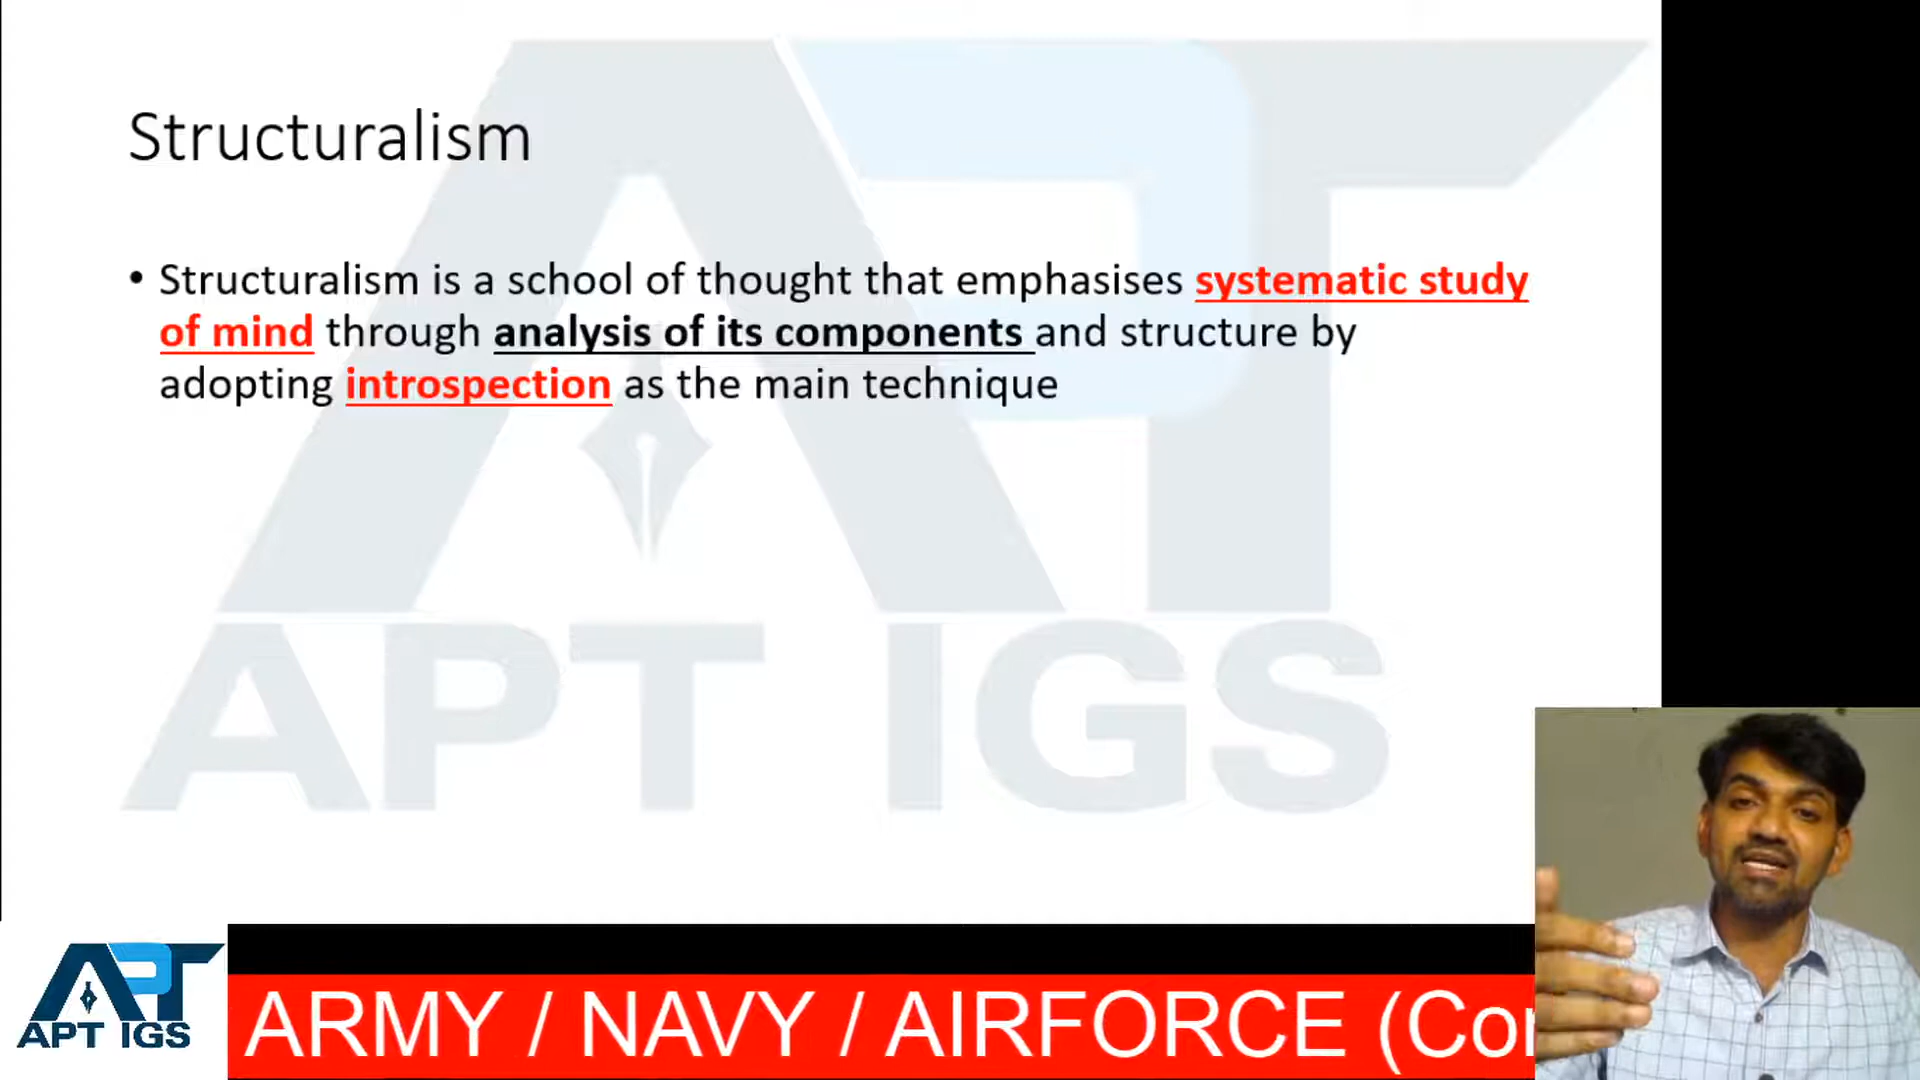 Structuralism
• Structuralism is a school of thought that emphasises systematic study
of mind through analysis of its components and structure by
adopting introspection as the main technique
APT IGS
APT IGS
ARMY / NAVY / AIRFORCE (Co